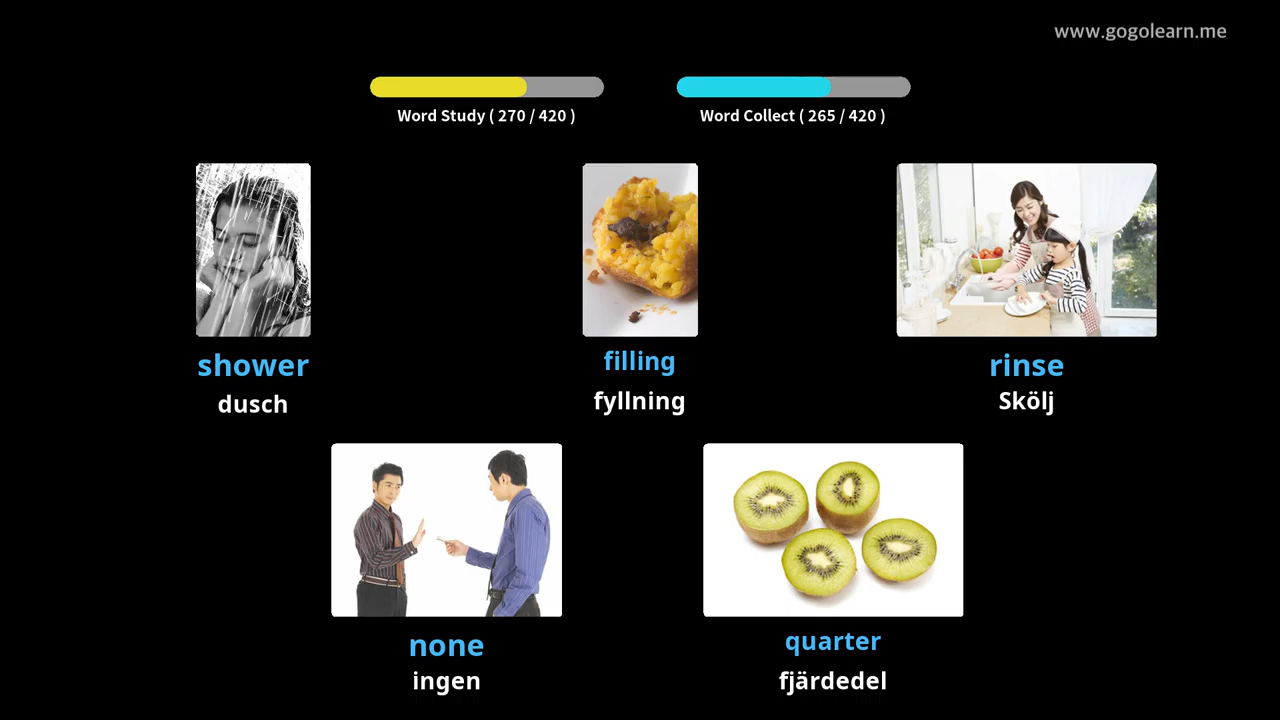 www.gogolearn.me
Word Study ( 270 / 420 )
Word Collect ( 265 / 420 )
shower
dusch
filling
fyllning
rinse
Skölj
none
ingen
quarter
fjärdedel